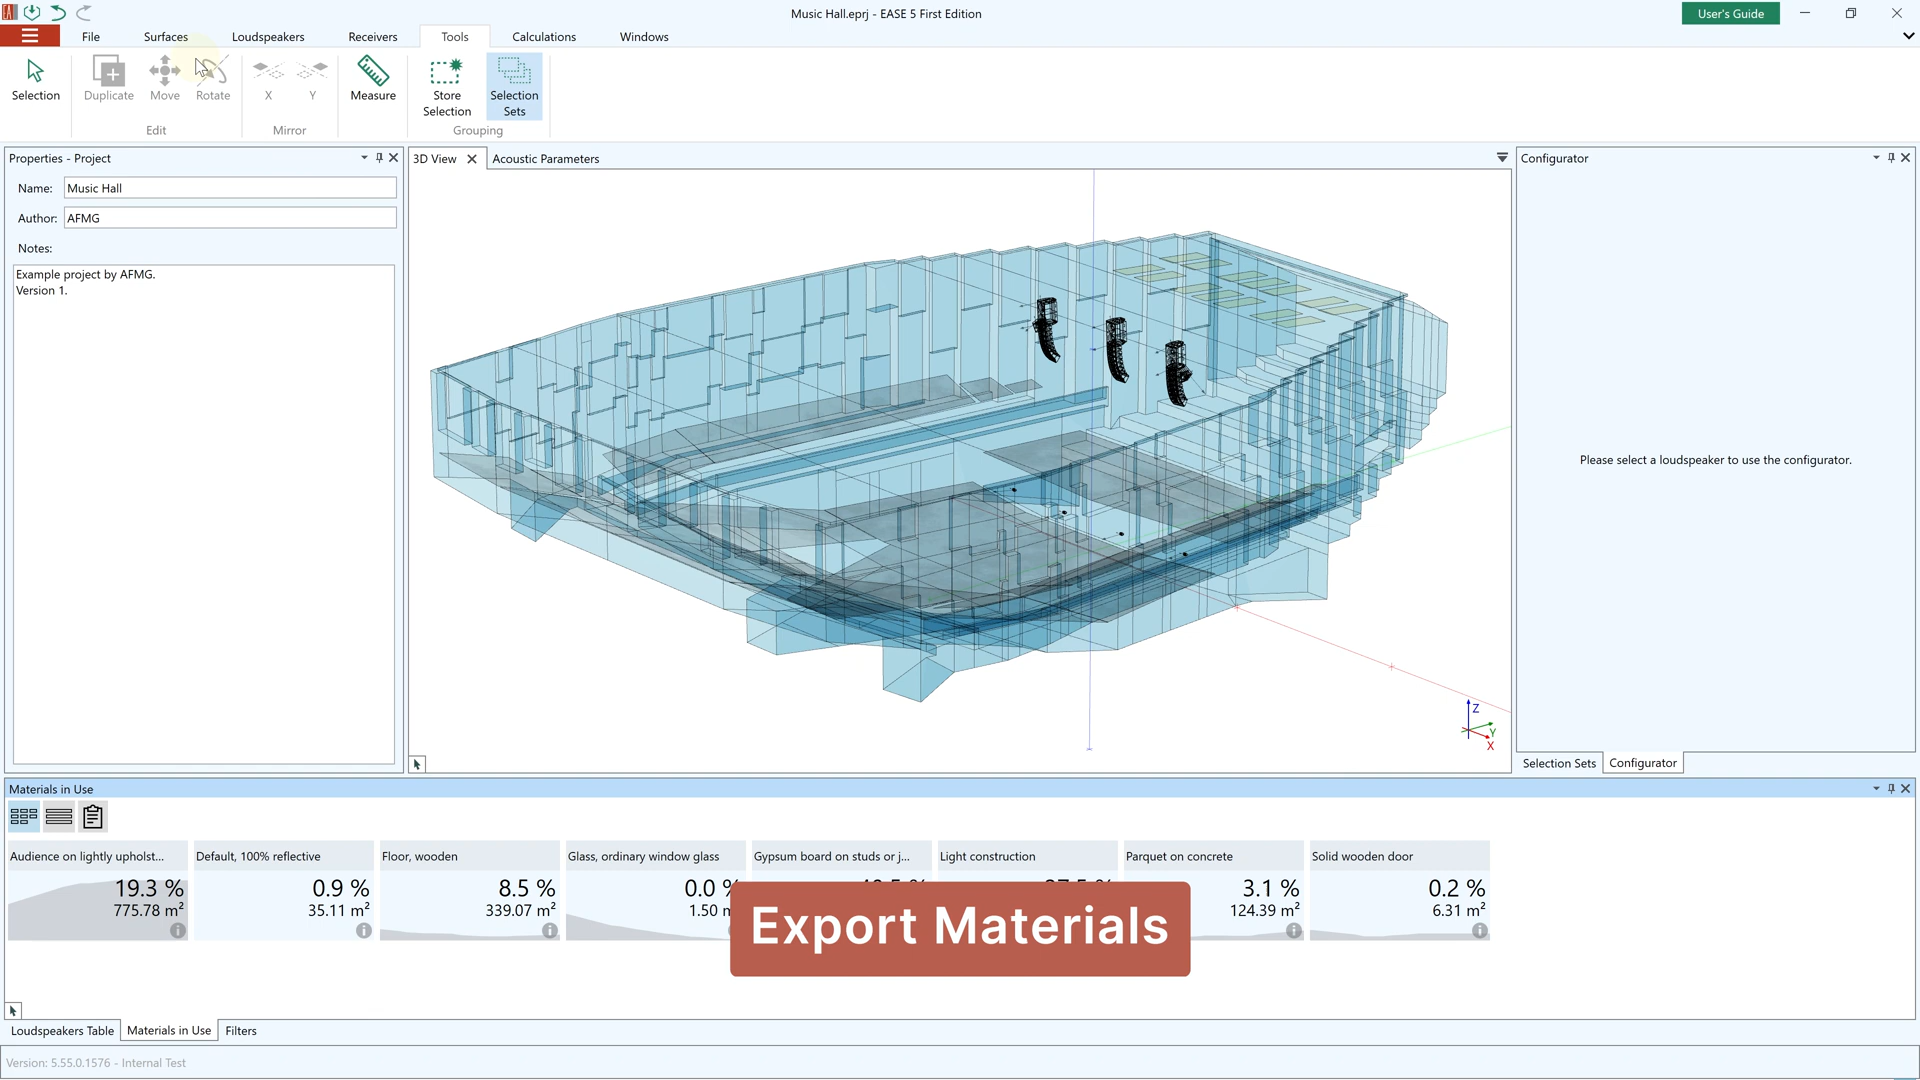 Music Hall.eprj - EASE 5 First Edition
User's Guide
File
Surfaces
Loudspeakers
Receivers
Tools
Calculations
Windows
Selection
Duplicate
Move
Rotate
X
Y
Measure
Store
Selection
Selection
Sets
Edit
Mirror
Grouping
Properties - Project
Name:
Music Hall
Author:
AFMG
Notes:
Example project by AFMG.
Version 1.
3D View
Acoustic Parameters
Z
Y
X
Configurator
Please select a loudspeaker to use the configurator.
Selection Sets
Configurator
Materials in Use
Audience on lightly upholst...
19.3 %
775.78 m²
Default, 100% reflective
0.9 %
35.11 m²
Floor, wooden
8.5 %
339.07 m²
Glass, ordinary window glass
0.0 %
1.50 m
Gypsum board on studs or j...
Light construction
Parquet on concrete
3.1 %
124.39 m²
Solid wooden door
0.2 %
6.31 m²
Export Materials
Loudspeakers Table
Materials in Use
Filters
Version: 5.55.0.1576 - Internal Test